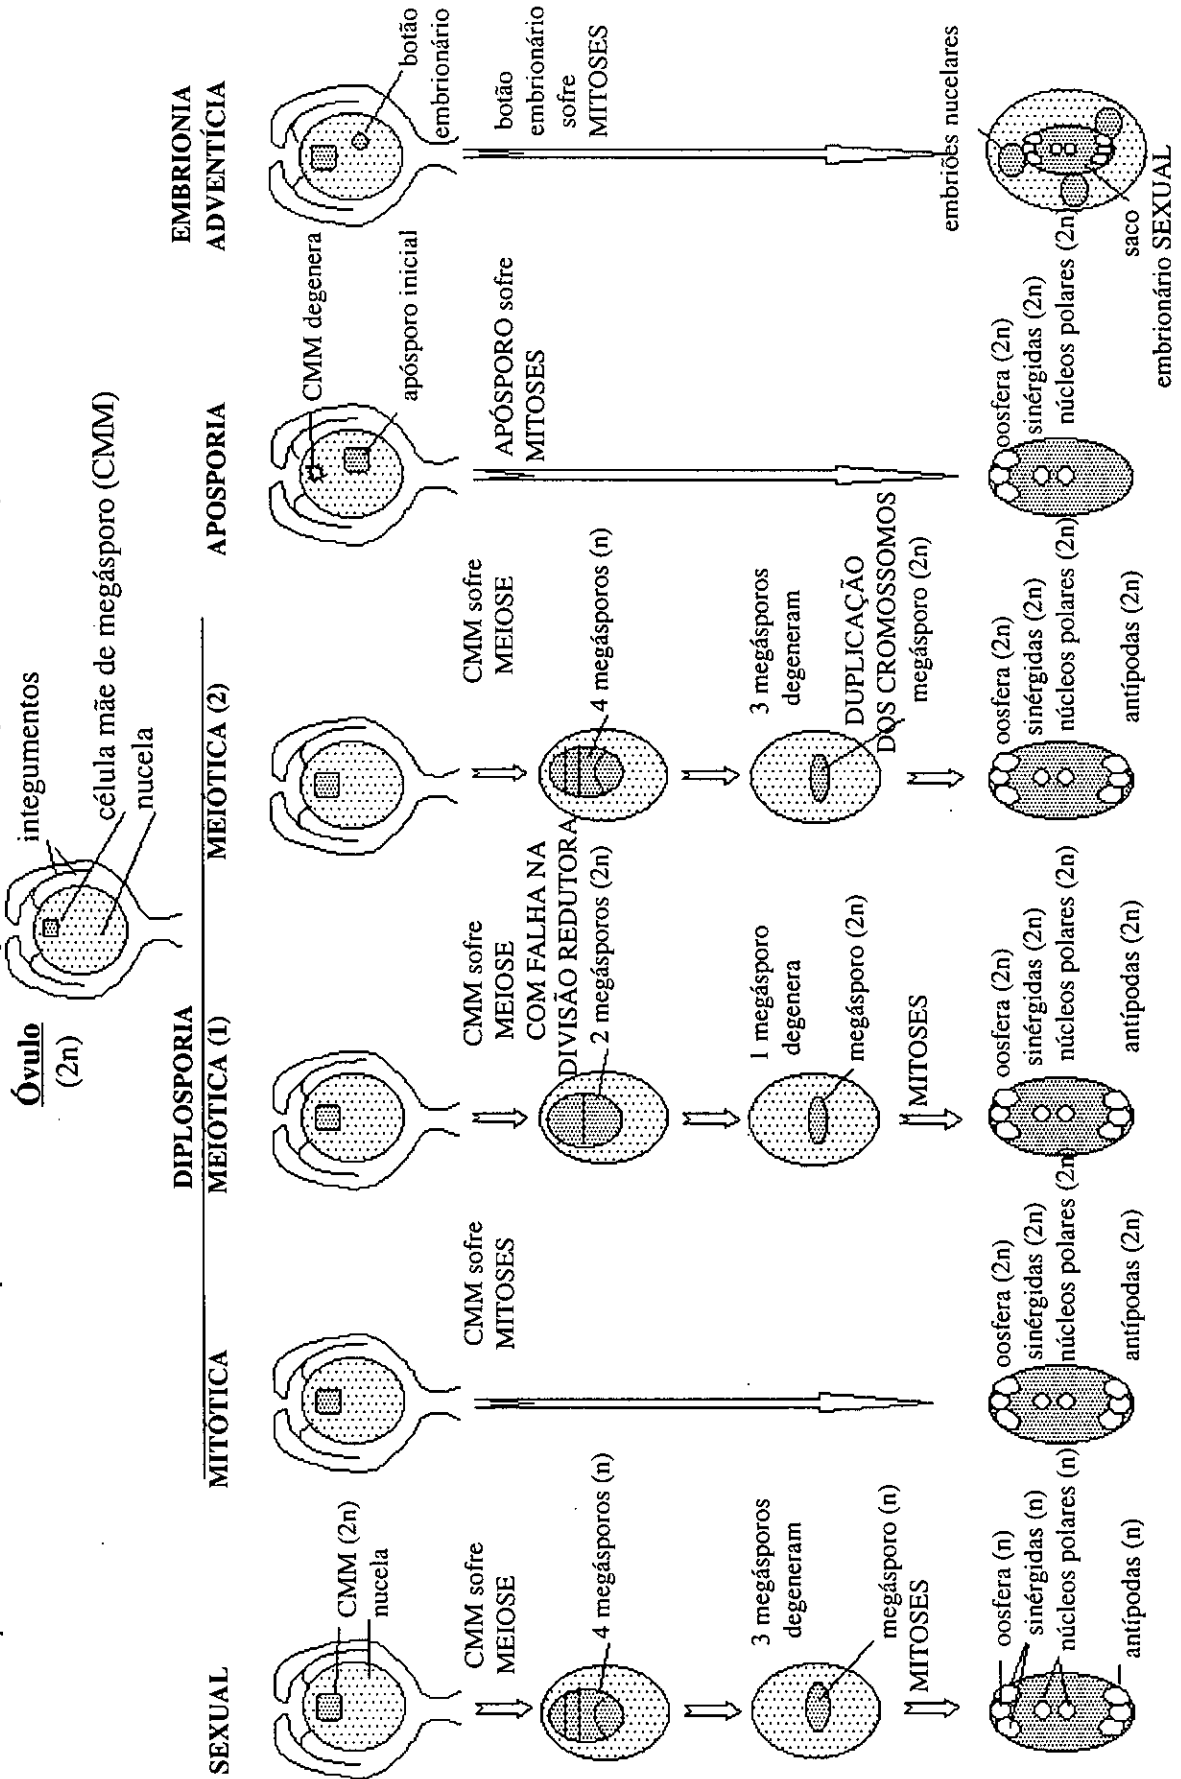 Óvulo
(2n)
integumentos
célula mãe de megásporo (CMM)
nucela
SEXUAL
CMM (2n)
nucela
CMM sofre
MEIOSE
4 megásporos (n)
3 megásporos
degeneram
megásporo (n)
MITOSES
oosfera (n)
sinérgidas (n)
núcleos polares (n)
antípodas (n)
DIPLOSPORIA
MITÓTICA
CMM sofre
MITOSES
oosfera (2n)
sinérgidas (2n)
núcleos polares (2n)
antípodas (2n)
MEIÓTICA (1)
CMM sofre
MEIOSE
COM FALHA NA
DIVISÃO REDUTORA
2 megásporos (2n)
1 megásporo
degenera
megásporo (2n)
MITOSES
oosfera (2n)
sinérgidas (2n)
núcleos polares (2n)
antípodas (2n)
MEIÓTICA (2)
CMM sofre
MEIOSE
4 megásporos (n)
3 megásporos
degeneram
DUPLICAÇÃO
DOS CROMOSSOMOS
megásporo (2n)
oosfera (2n)
sinérgidas (2n)
núcleos polares (2n)
antípodas (2n)
APOSPORIA
CMM degenera
apósporo inicial
APÓSPORO sofre
MITOSES
oosfera (2n)
sinérgidas (2n)
núcleos polares (2n)
EMBRIONIA
ADVENTÍCIA
botão
embrionário
botão
embrionário
sofre
MITOSES
embriões nucelares
saco
embrionário SEXUAL